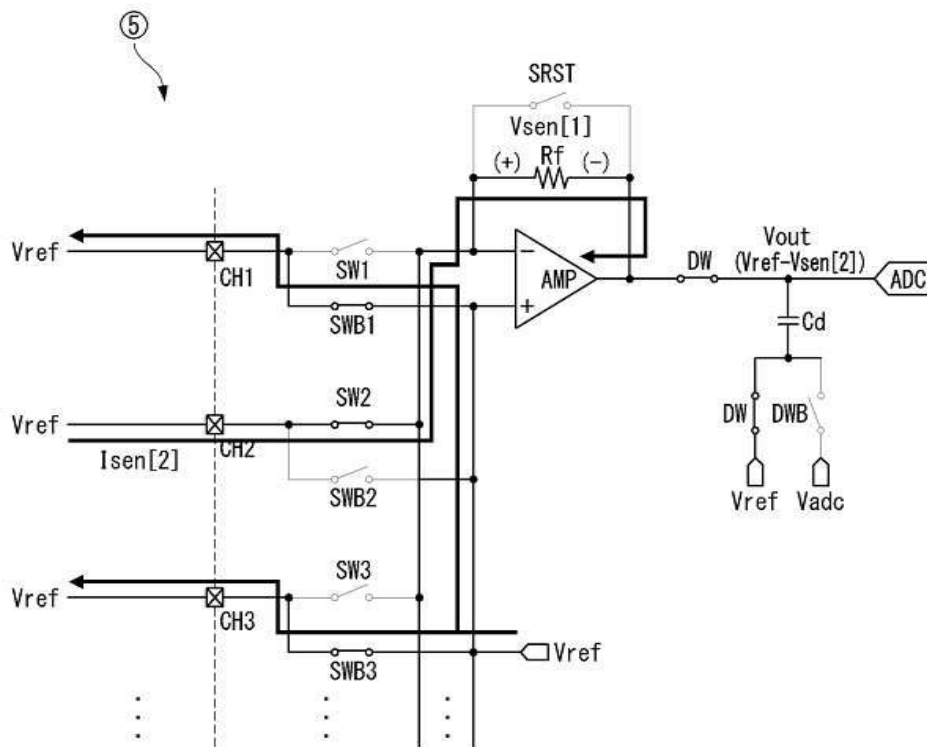 ⑤
SRST
Vsen[1]
(+) Rf (-)
Vref
CH1
SW1
SWB1
−
+
AMP
DW
Vout
(Vref-Vsen[2])
ADC
Cd
Vref
Isen[2]
CH2
SW2
SWB2
DW
DWB
Vref
Vadc
Vref
CH3
SW3
SWB3
Vref